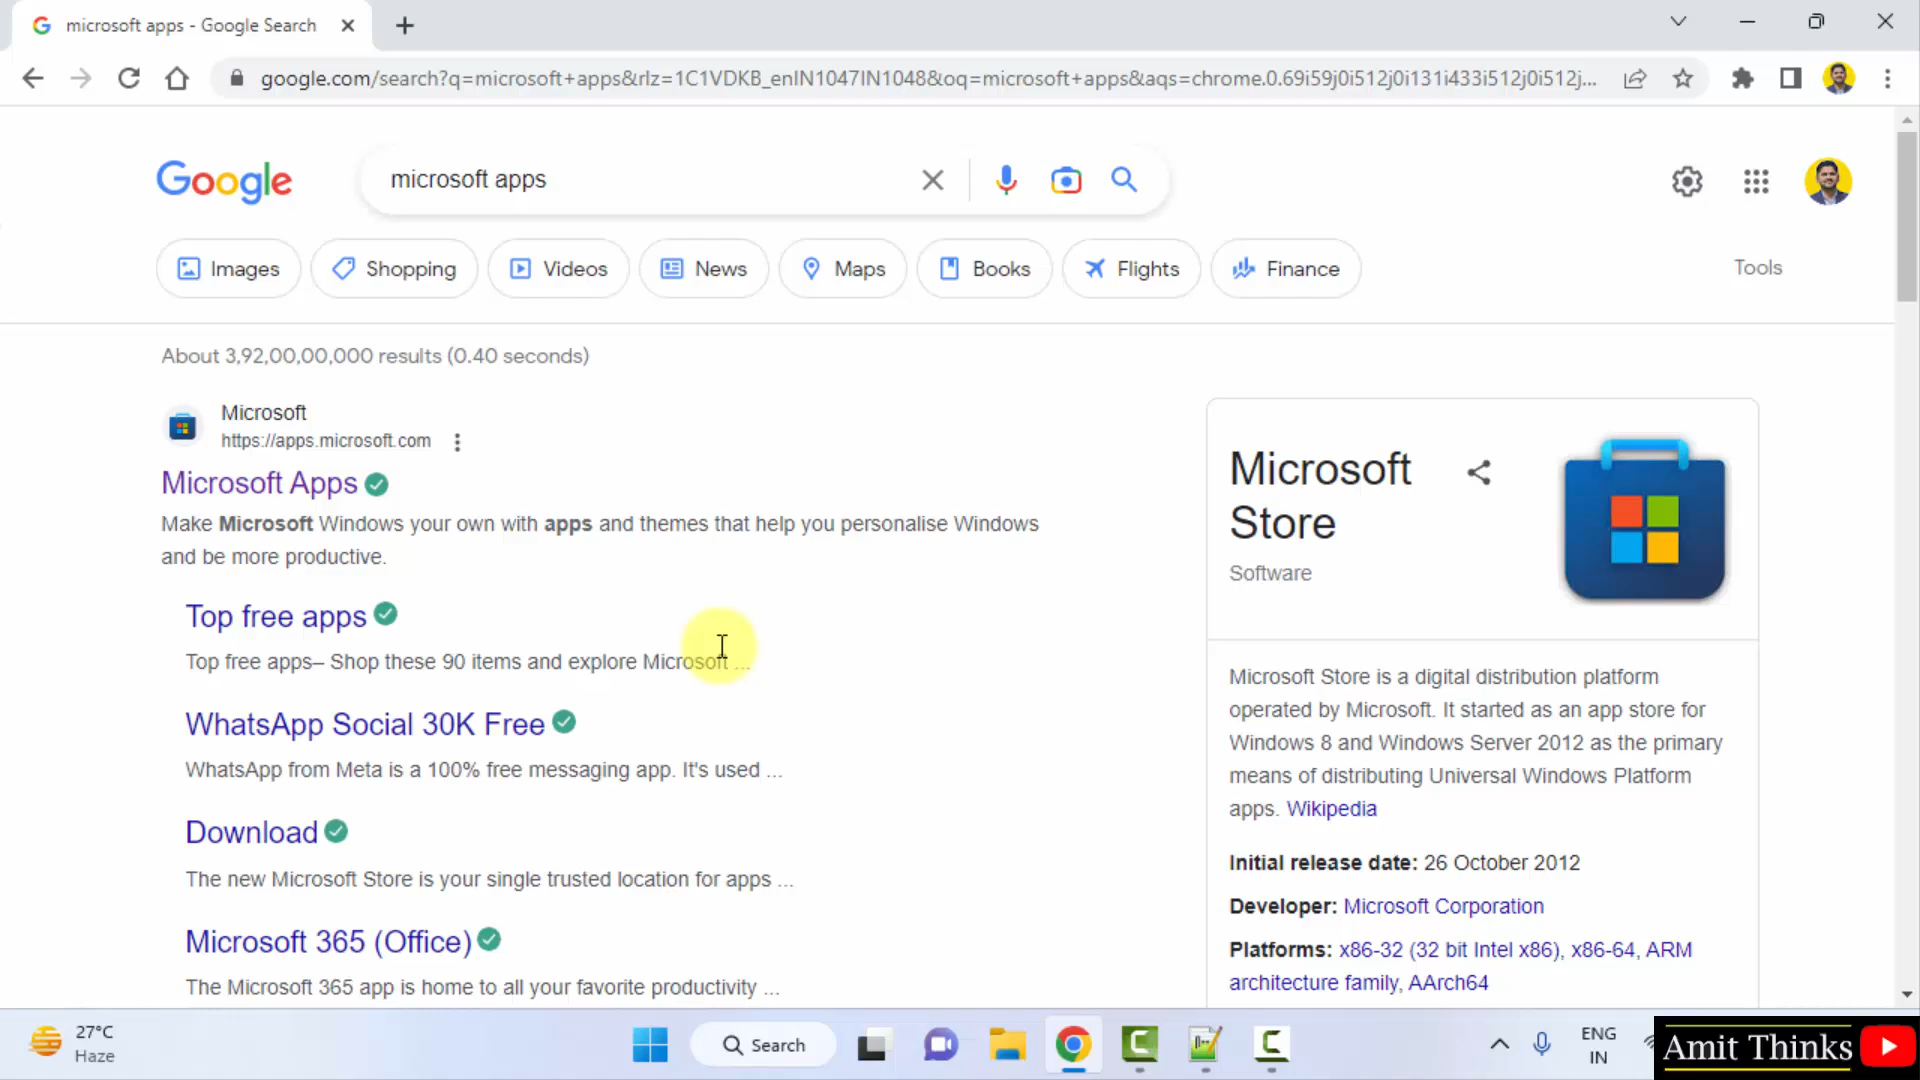 microsoft apps - Google Search
google.com/search?q=microsoft+apps&rlz=1C1VDKB_enIN1047IN1048&oq=microsoft+apps&aqs=chrome.0.69i59j0i512j0i131i433i512j0i512j...
Google
microsoft apps
Images
Shopping
Videos
News
Maps
Books
Flights
Finance
Tools
About 3,92,00,00,000 results (0.40 seconds)
Microsoft
https://apps.microsoft.com
Microsoft Apps
Make Microsoft Windows your own with apps and themes that help you personalise Windows
and be more productive.
Top free apps
Top free apps– Shop these 90 items and explore Microsoft ...
WhatsApp Social 30K Free
WhatsApp from Meta is a 100% free messaging app. It's used ...
Download
The new Microsoft Store is your single trusted location for apps ...
Microsoft 365 (Office)
The Microsoft 365 app is home to all your favorite productivity ...
Microsoft
Store
Software
Microsoft Store is a digital distribution platform
operated by Microsoft. It started as an app store for
Windows 8 and Windows Server 2012 as the primary
means of distributing Universal Windows Platform
apps. Wikipedia
Initial release date: 26 October 2012
Developer: Microsoft Corporation
Platforms: x86-32 (32 bit Intel x86), x86-64, ARM
architecture family, AArch64
27°C
Haze
Search
ENG
IN
Amit Thinks